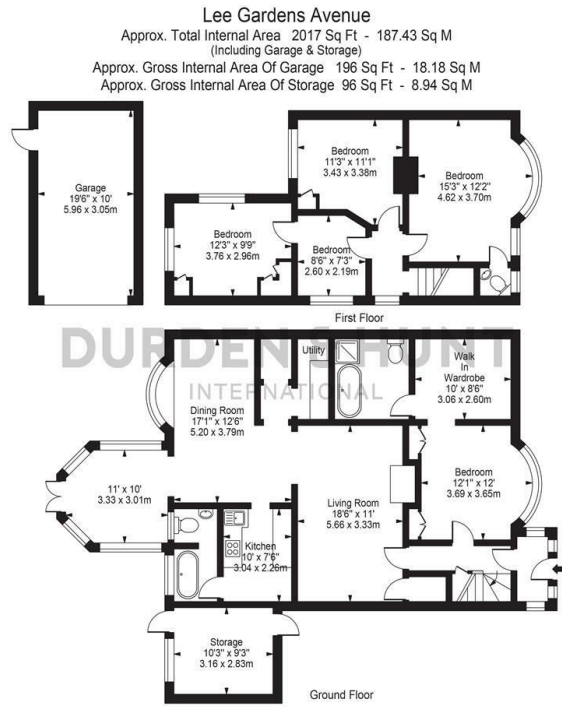 Lee Gardens Avenue
Approx. Total Internal Area 2017 Sq Ft - 187.43 Sq M
(Including Garage & Storage)
Approx. Gross Internal Area Of Garage 196 Sq Ft - 18.18 Sq M
Approx. Gross Internal Area Of Storage 96 Sq Ft - 8.94 Sq M
Garage
19'6" x 10'
5.96 x 3.05m
Bedroom
11'3" x 11'1"
3.43 x 3.38m
Bedroom
15'3" x 12'2"
4.62 x 3.70m
Bedroom
12'3" x 9'9"
3.76 x 2.96m
Bedroom
8'6" x 7'3"
2.60 x 2.19m
First Floor
DURDEN & HUNT
INTERNATIONAL
Utility
Walk
In
Wardrobe
10' x 8'6"
3.06 x 2.60m
Dining Room
17'1" x 12'6"
5.20 x 3.79m
11' x 10'
3.33 x 3.01m
Living Room
18'6" x 11'
5.66 x 3.33m
Bedroom
12'1" x 12'
3.69 x 3.65m
Kitchen
10' x 7'6"
3.04 x 2.26m
Storage
10'3" x 9'3"
3.16 x 2.83m
Ground Floor